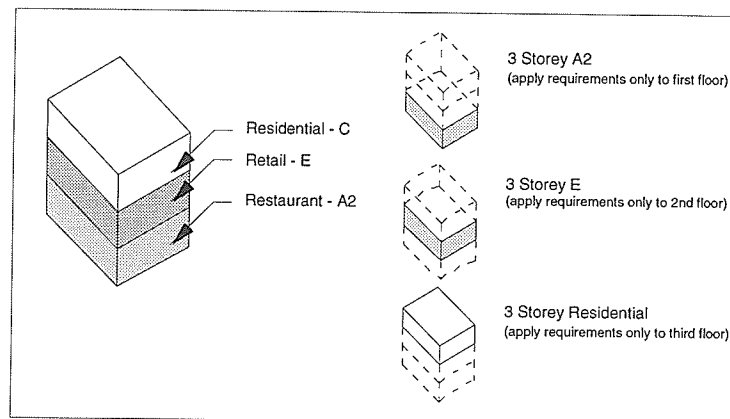 Residential - C
Retail - E
Restaurant - A2
3 Storey A2
(apply requirements only to first floor)
3 Storey E
(apply requirements only to 2nd floor)
3 Storey Residential
(apply requirements only to third floor)